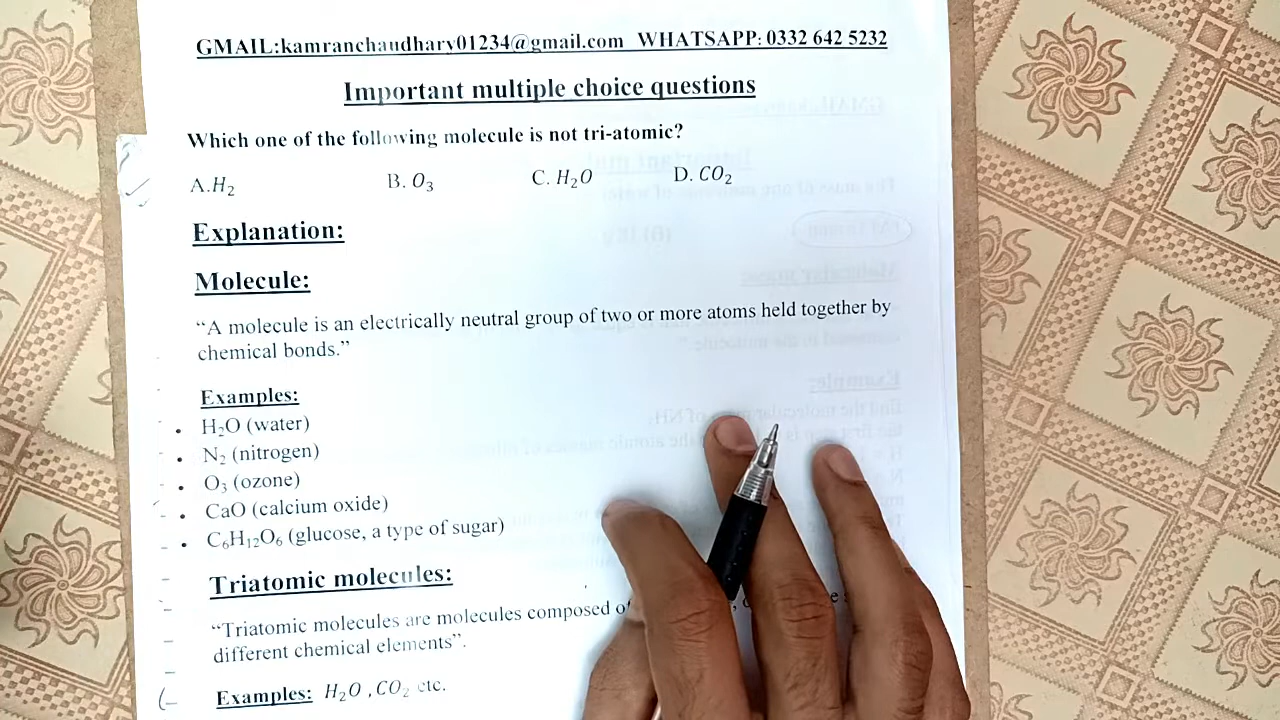 GMAIL:kamranchaudhary01234@gmail.com WHATSAPP: 0332 642 5232
Important multiple choice questions
Which one of the following molecule is not tri-atomic?
A.H₂ B. O₃ C. H₂O D. CO₂
Explanation:
Molecule:
“A molecule is an electrically neutral group of two or more atoms held together by
chemical bonds.”
Examples:
• H₂O (water)
• N₂ (nitrogen)
• O₃ (ozone)
• CaO (calcium oxide)
• C₆H₁₂O₆ (glucose, a type of sugar)
Triatomic molecules:
“Triatomic molecules are molecules composed of
different chemical elements”.
Examples: H₂O , CO₂ etc.